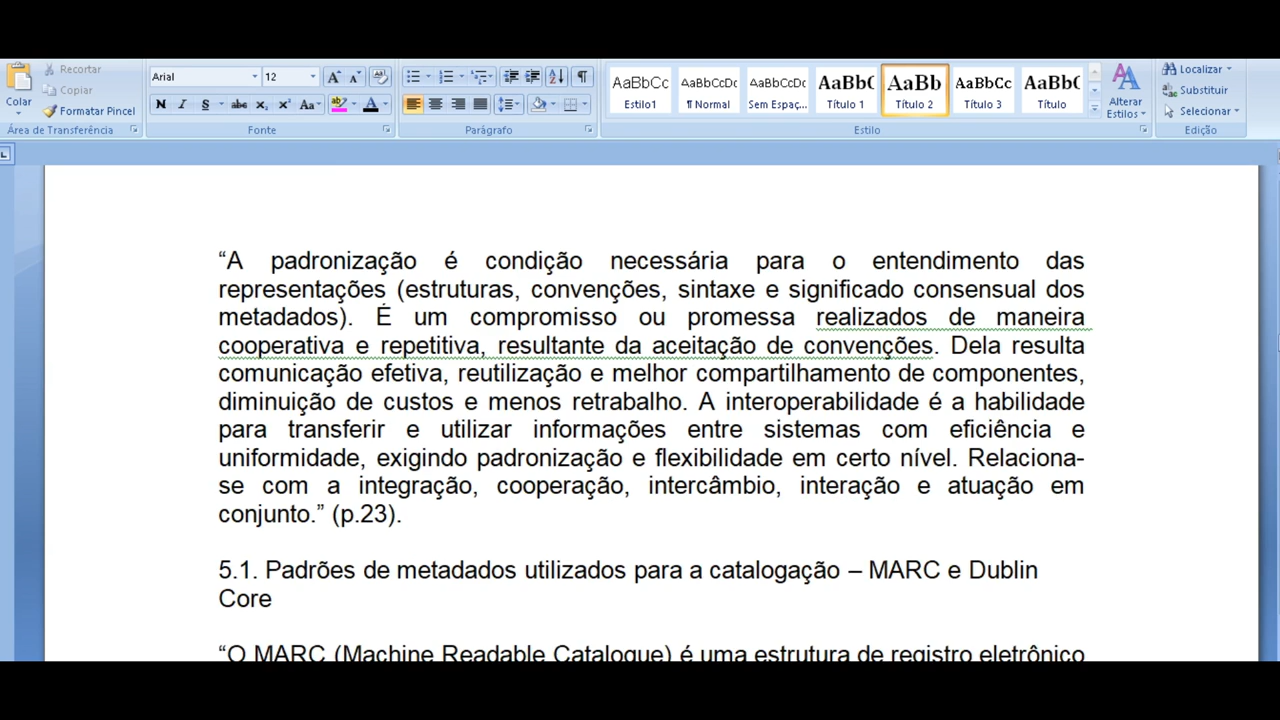 Recortar
Copiar
Formatar Pincel
Colar
Área de Transferência
Arial 12
N I S abc x₂ x² Aa A
Fonte
Parágrafo
AaBbCc AaBbCcDc AaBbCcDc AaBbC AaBb AaBbCc AaBbC
Estilo1 ¶ Normal Sem Espaç... Título 1 Título 2 Título 3 Título
Alterar
Estilos
Estilo
Localizar
Substituir
Selecionar
Edição
“A padronização é condição necessária para o entendimento das
representações (estruturas, convenções, sintaxe e significado consensual dos
metadados). É um compromisso ou promessa realizados de maneira
cooperativa e repetitiva, resultante da aceitação de convenções. Dela resulta
comunicação efetiva, reutilização e melhor compartilhamento de componentes,
diminuição de custos e menos retrabalho. A interoperabilidade é a habilidade
para transferir e utilizar informações entre sistemas com eficiência e
uniformidade, exigindo padronização e flexibilidade em certo nível. Relaciona-
se com a integração, cooperação, intercâmbio, interação e atuação em
conjunto.” (p.23).
5.1. Padrões de metadados utilizados para a catalogação – MARC e Dublin
Core
“O MARC (Machine Readable Catalogue) é uma estrutura de registro eletrônico